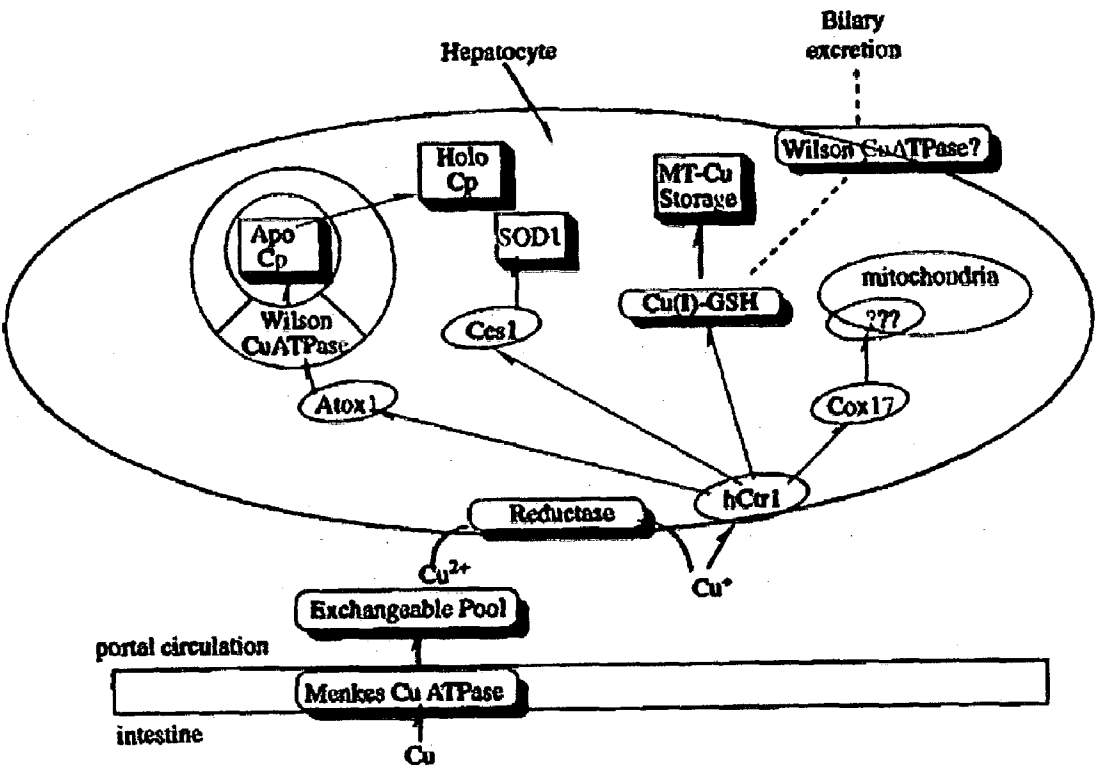 Bilary
excretion
Hepatocyte
Wilson CuATPase?
Holo
Cp
MT-Cu
Storage
Apo
Cp
SOD1
mitochoudria
???
Cu(I)-GSH
Wilson
CuATPase
Ccs1
Atox1
Cox17
hCtr1
Reductase
Cu2+
Cu+
Exchangeable Pool
portal circulation
Menkes Cu ATPase
intestine
Cu